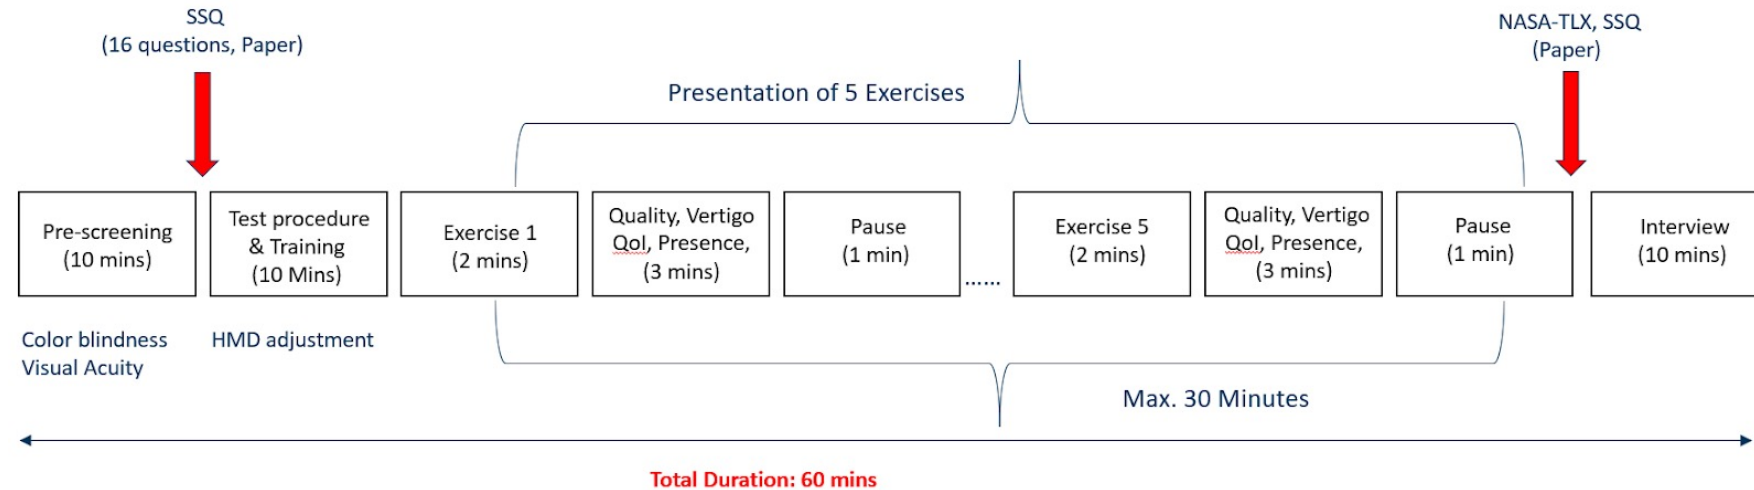 SSQ
(16 questions, Paper)
NASA-TLX, SSQ
(Paper)
Presentation of 5 Exercises
Pre-screening
(10 mins)
Test procedure
& Training
(10 Mins)
Exercise 1
(2 mins)
Quality, Vertigo
QoI, Presence,
(3 mins)
Pause
(1 min)
......
Exercise 5
(2 mins)
Quality, Vertigo
QoI, Presence,
(3 mins)
Pause
(1 min)
Interview
(10 mins)
Color blindness
Visual Acuity
HMD adjustment
Max. 30 Minutes
Total Duration: 60 mins